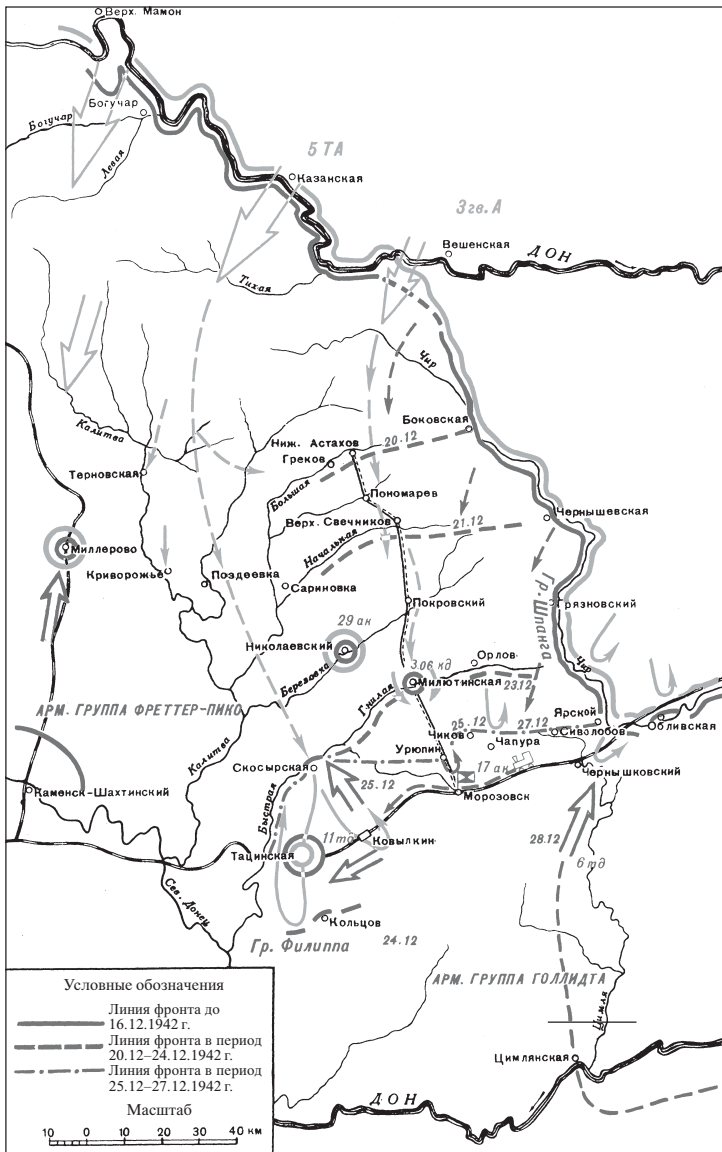 Верх. Мамон
Богучар
Богучар
Левая
5 ТА
Казанская
3 гв. А
Вешенская
ДОН
Тихая
Чир
Калитва
Боковская
Ниж. Астахов
20.12
Греков
Терновская
Большая
Пономарев
Верх. Свечников
Чернышевская
21.12
Начальная
Миллерово
Криворожье
Поздеевка
Сариновка
Гр. Шпанга
Покровский
Грязновский
29 ак
Николаевский
Березовка
306 кд
Орлов
Чир
Милютинская
23.12
Гнилая
АРМ. ГРУППА ФРЕТТЕР-ПИКО
Ярской
25.12
27.12
Обливская
Чиков
Сиволобов
Чапура
Калитва
Урюпин
17 ак
Скосырская
Чернышковский
25.12
Каменск-Шахтинский
Морозовск
Быстрая
11 тд
Ковылкин
28.12
Тацинская
6 тд
Сев. Донец
Кольцов
Гр. Филиппа
24.12
АРМ. ГРУППА ГОЛЛИДТА
Цимля
Цимлянская
ДОН
Условные обозначения
Линия фронта до
16.12.1942 г.
Линия фронта в период
20.12–24.12.1942 г.
Линия фронта в период
25.12–27.12.1942 г.
Масштаб
10 0 10 20 40 км